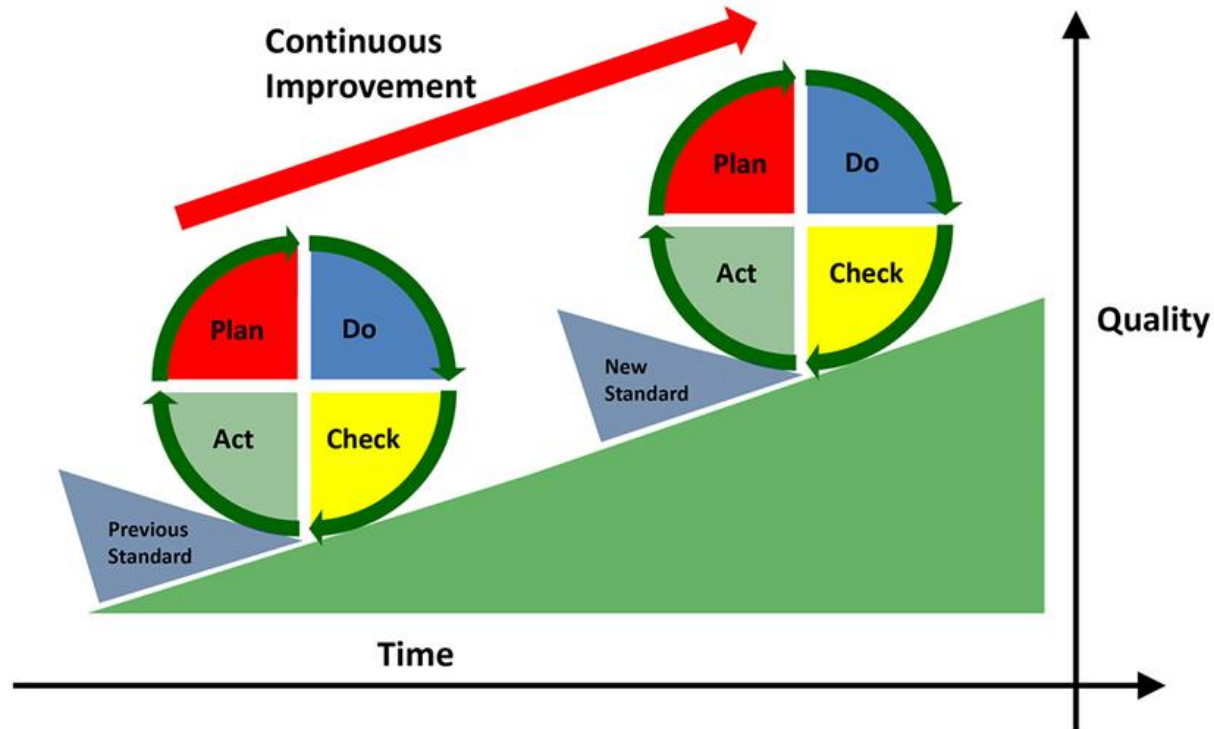 Continuous
Improvement
Plan
Do
Act
Check
New
Standard
Quality
Plan
Do
Act
Check
Previous
Standard
Time